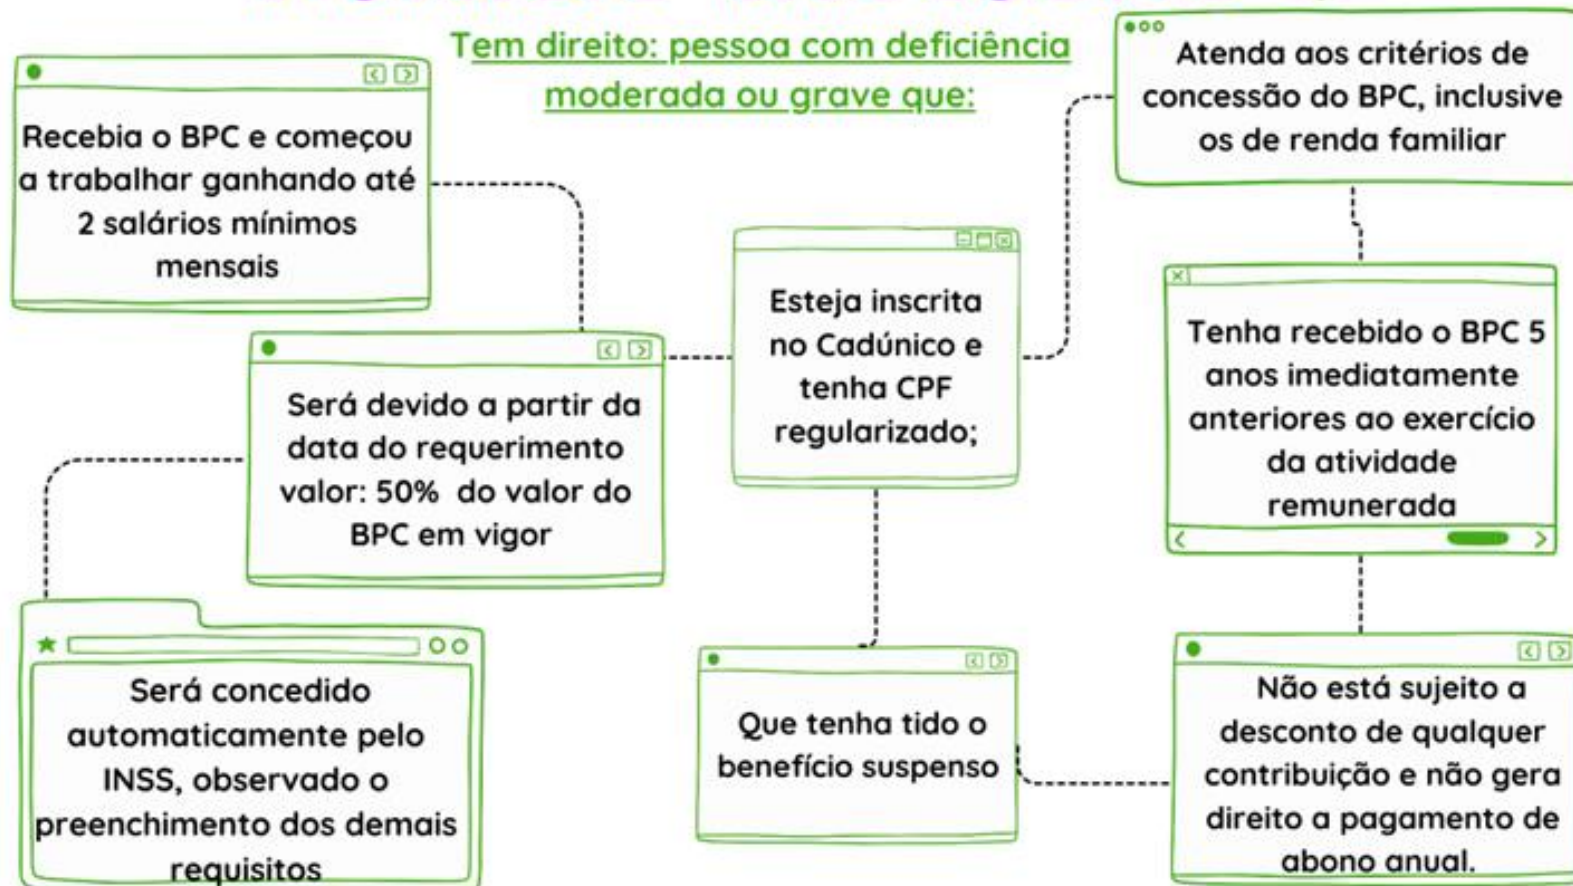 Tem direito: pessoa com deficiência
moderada ou grave que:
Recebia o BPC e começou
a trabalhar ganhando até
2 salários mínimos
mensais
Atenda aos critérios de
concessão do BPC, inclusive
os de renda familiar
Esteja inscrita
no Cadúnico e
tenha CPF
regularizado;
Tenha recebido o BPC 5
anos imediatamente
anteriores ao exercício
da atividade
remunerada
Será devido a partir da
data do requerimento
valor: 50% do valor do
BPC em vigor
Será concedido
automaticamente pelo
INSS, observado o
preenchimento dos demais
requisitos
Que tenha tido o
benefício suspenso
Não está sujeito a
desconto de qualquer
contribuição e não gera
direito a pagamento de
abono anual.